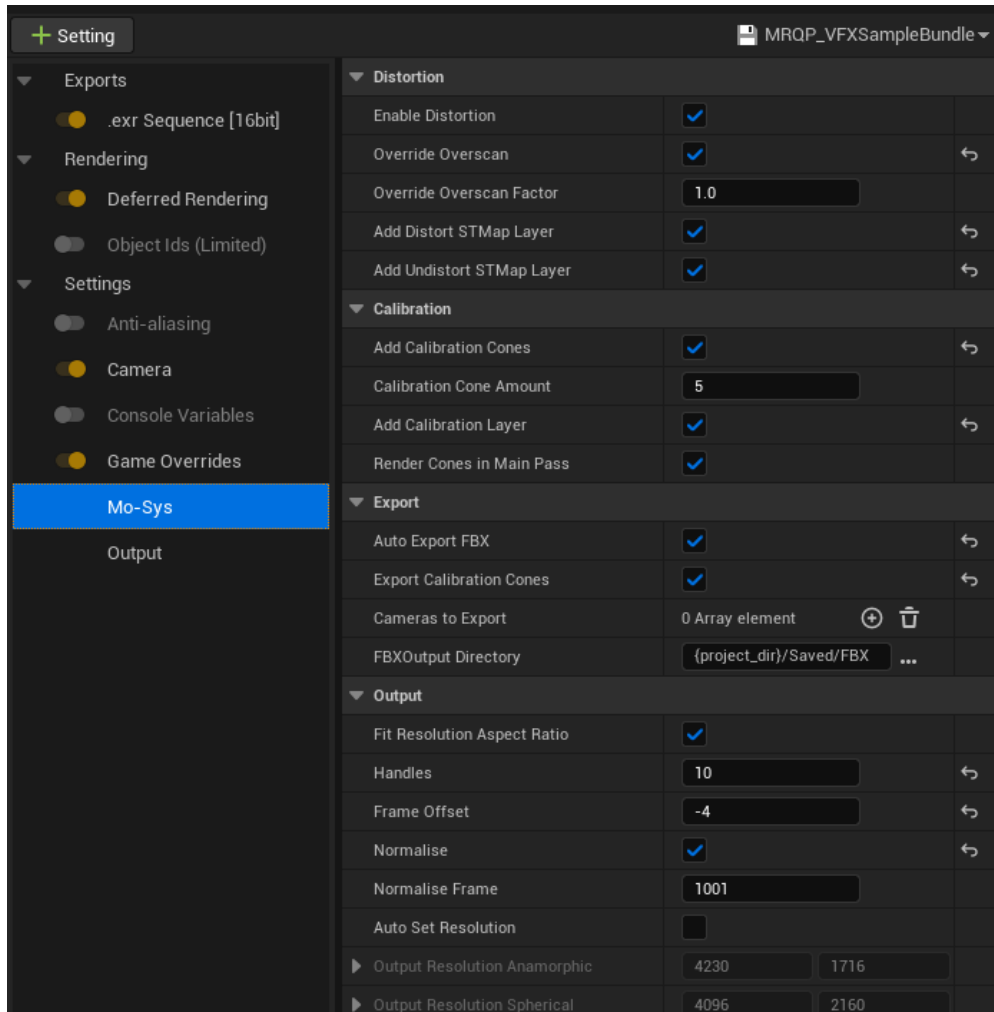 Setting
MRQP_VFXSampleBundle
Exports
.exr Sequence [16bit]
Rendering
Deferred Rendering
Object Ids (Limited)
Settings
Anti-aliasing
Camera
Console Variables
Game Overrides
Mo-Sys
Output
Distortion
Enable Distortion
Override Overscan
Override Overscan Factor 1.0
Add Distort STMap Layer
Add Undistort STMap Layer
Calibration
Add Calibration Cones
Calibration Cone Amount 5
Add Calibration Layer
Render Cones in Main Pass
Export
Auto Export FBX
Export Calibration Cones
Cameras to Export 0 Array element
FBXOutput Directory {project_dir}/Saved/FBX ...
Output
Fit Resolution Aspect Ratio
Handles 10
Frame Offset -4
Normalise
Normalise Frame 1001
Auto Set Resolution
Output Resolution Anamorphic 4230 1716
Output Resolution Spherical 4096 2160